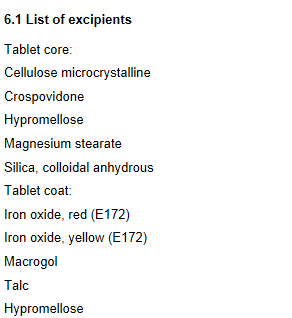 6.1 List of excipients
Tablet core:
Cellulose microcrystalline
Crospovidone
Hypromellose
Magnesium stearate
Silica, colloidal anhydrous
Tablet coat:
Iron oxide, red (E172)
Iron oxide, yellow (E172)
Macrogol
Talc
Hypromellose